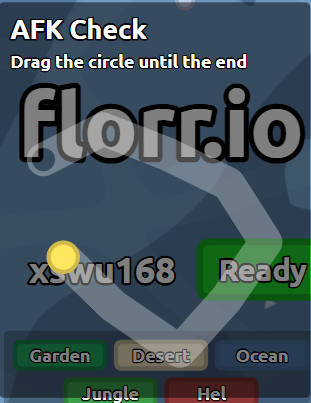 AFK Check
Drag the circle until the end
florr.io
xswu168
Ready
Garden
Desert
Ocean
Jungle
Hel